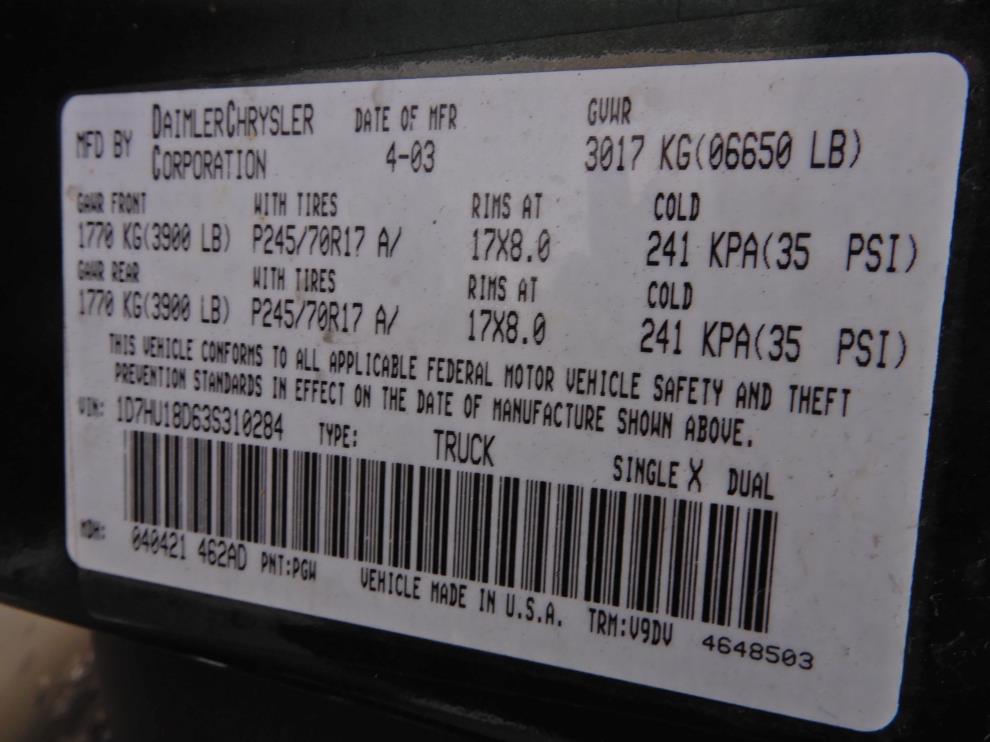 MFD BY DAIMLERCHRYSLER CORPORATION DATE OF MFR 4-03 GVWR 3017 KG(06650 LB)
GAWR FRONT WITH TIRES RIMS AT COLD
1770 KG(3900 LB) P245/70R17 A/ 17X8.0 241 KPA(35 PSI)
GAWR REAR WITH TIRES RIMS AT COLD
1770 KG(3900 LB) P245/70R17 A/ 17X8.0 241 KPA(35 PSI)
THIS VEHICLE CONFORMS TO ALL APPLICABLE FEDERAL MOTOR VEHICLE SAFETY AND THEFT
PREVENTION STANDARDS IN EFFECT ON THE DATE OF MANUFACTURE SHOWN ABOVE.
VIN: 1D7HU18D63S310284 TYPE: TRUCK SINGLE X DUAL
MDH: 040421 462AD PNT:PGW VEHICLE MADE IN U.S.A. TRM:V9DV 4648503